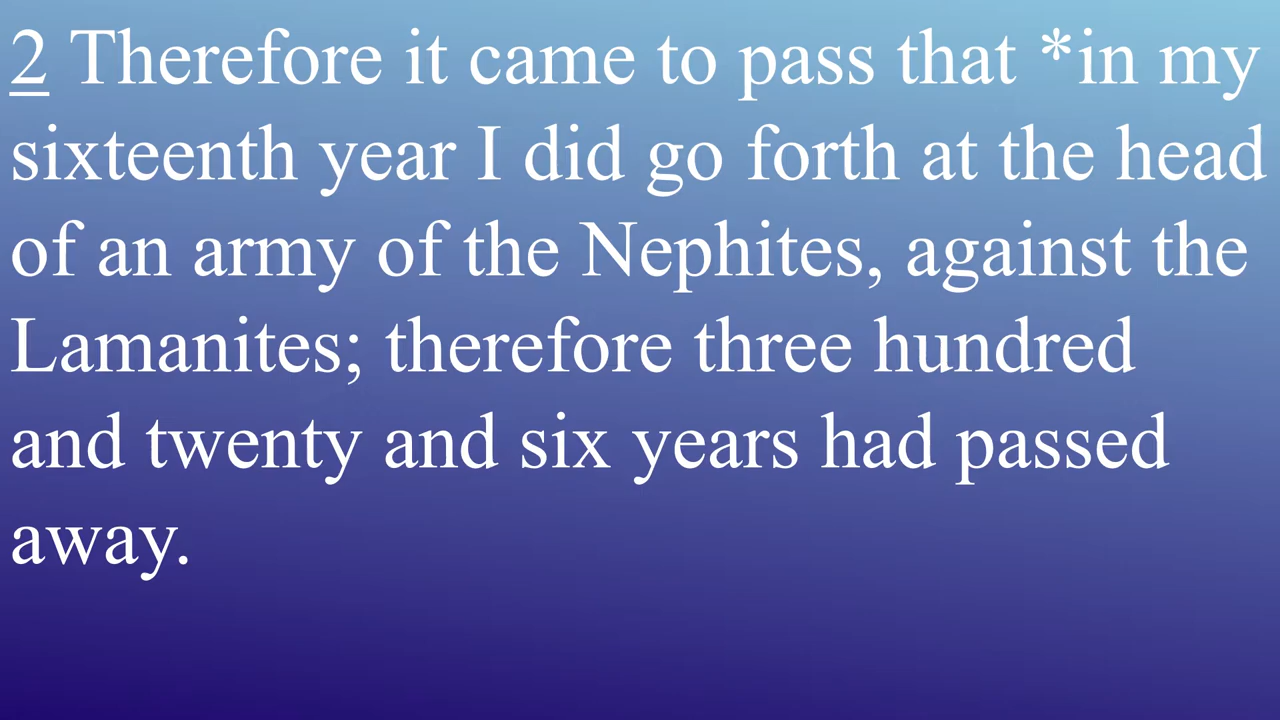 2 Therefore it came to pass that *in my
sixteenth year I did go forth at the head
of an army of the Nephites, against the
Lamanites; therefore three hundred
and twenty and six years had passed
away.